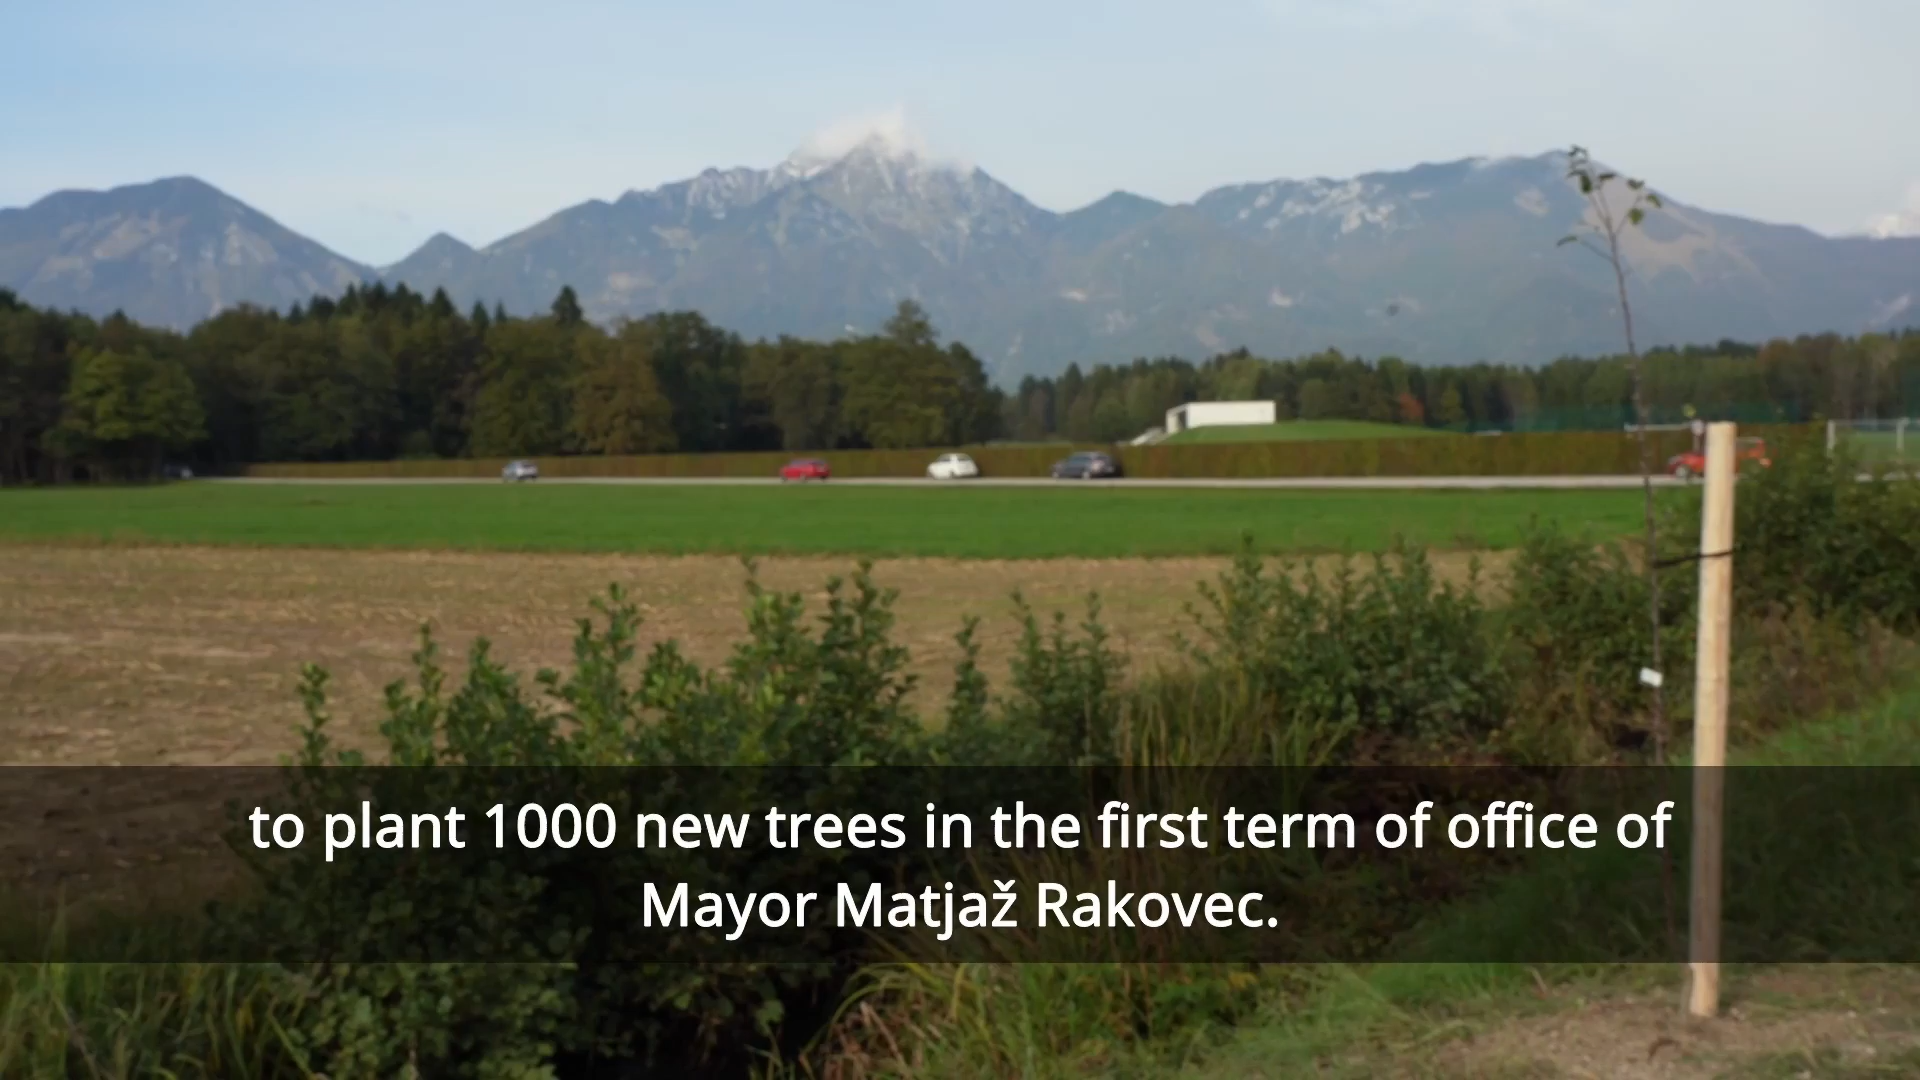 to plant 1000 new trees in the first term of office of
Mayor Matjaž Rakovec.